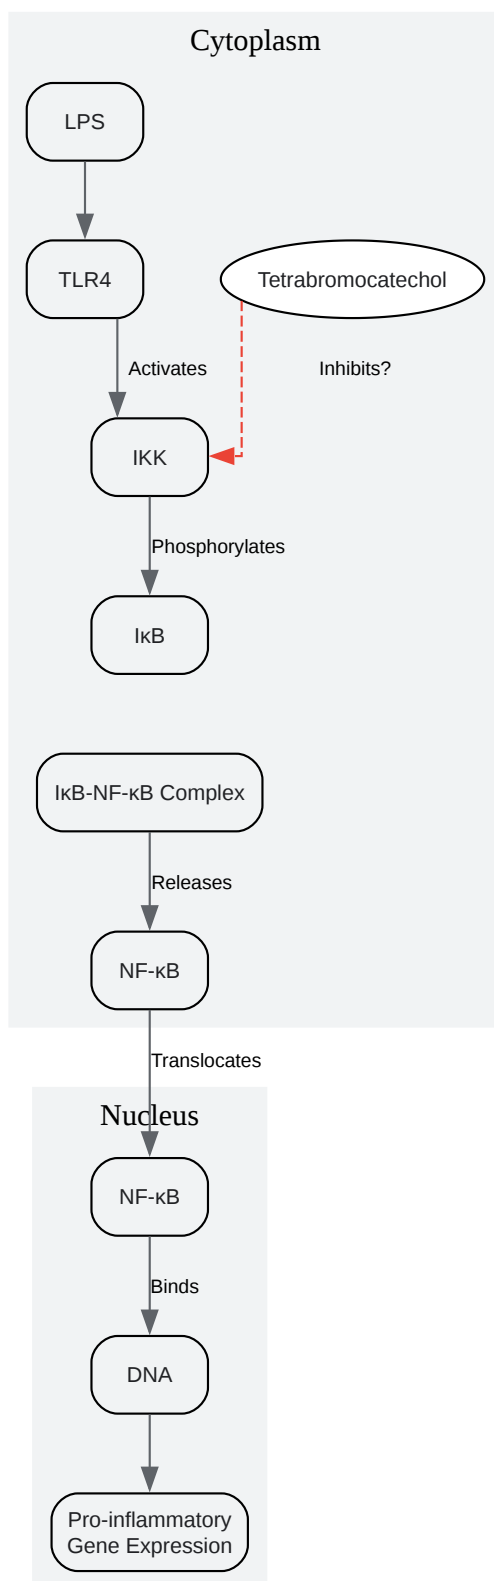 Cytoplasm
LPS
TLR4
Tetrabromocatechol
Activates
Inhibits?
IKK
Phosphorylates
IκB
IκB-NF-κB Complex
Releases
NF-κB
Translocates
Nucleus
NF-κB
Binds
DNA
Pro-inflammatory
Gene Expression